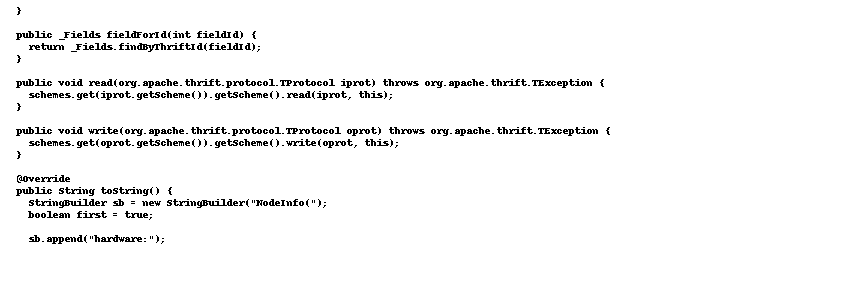 }

public _Fields fieldForId(int fieldId) {
  return _Fields.findByThriftId(fieldId);
}

public void read(org.apache.thrift.protocol.TProtocol iprot) throws org.apache.thrift.TException {
  schemes.get(iprot.getScheme()).getScheme().read(iprot, this);
}

public void write(org.apache.thrift.protocol.TProtocol oprot) throws org.apache.thrift.TException {
  schemes.get(oprot.getScheme()).getScheme().write(oprot, this);
}

@Override
public String toString() {
  StringBuilder sb = new StringBuilder("NodeInfo(");
  boolean first = true;

  sb.append("hardware:");